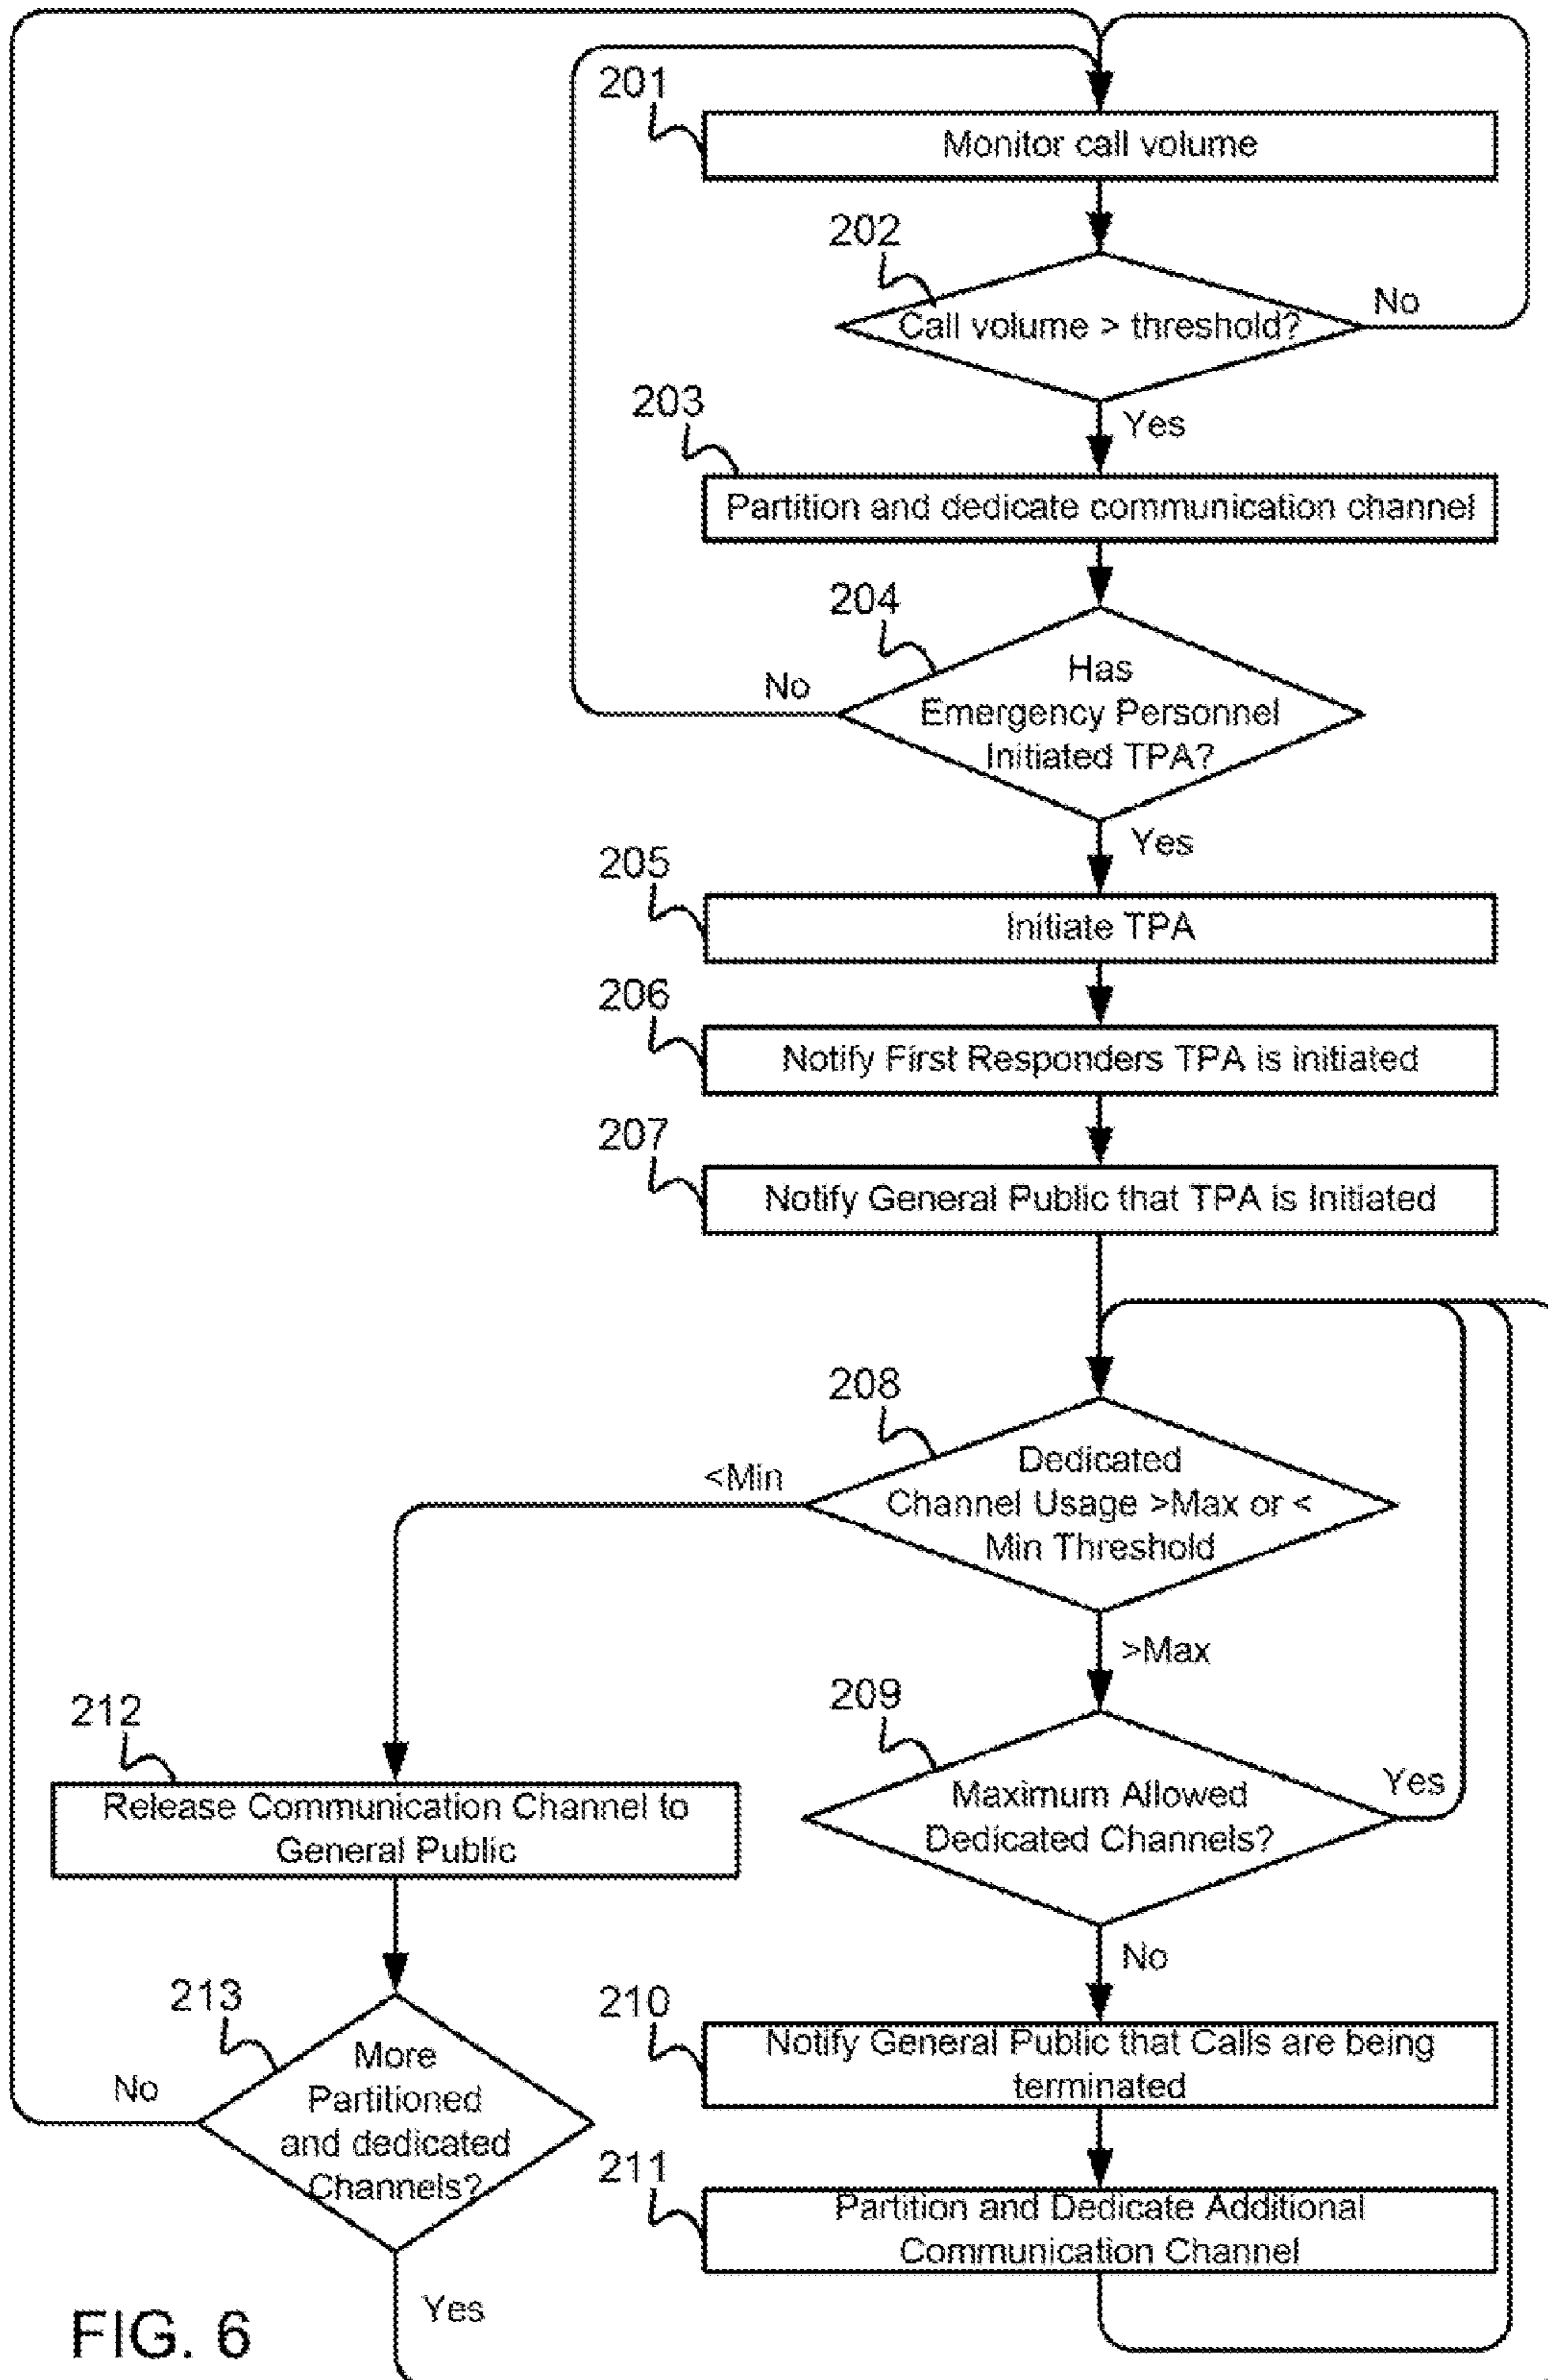 201
Monitor call volume
202
Call volume > threshold?
No
Yes
203
Partition and dedicate communication channel
204
Has
Emergency Personnel
Initiated TPA?
No
Yes
205
Initiate TPA
206
Notify First Responders TPA is initiated
207
Notify General Public that TPA is Initiated
208
Dedicated
Channel Usage >Max or <
Min Threshold
<Min
>Max
209
Maximum Allowed
Dedicated Channels?
Yes
No
212
Release Communication Channel to
General Public
213
More
Partitioned
and dedicated
Channels?
No
Yes
210
Notify General Public that Calls are being
terminated
211
Partition and Dedicate Additional
Communication Channel
FIG. 6